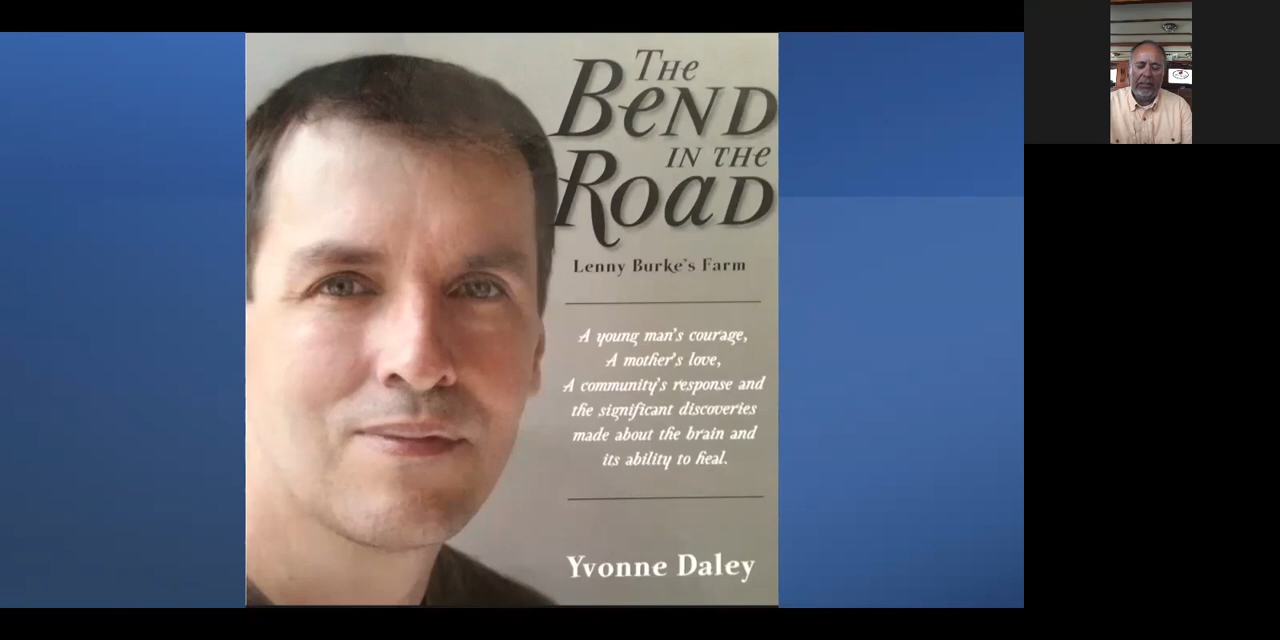 The
Bend
in the
Road
Lenny Burke's Farm
A young man's courage,
A mother's love,
A community's response and
the significant discoveries
made about the brain and
its ability to heal.
Yvonne Daley